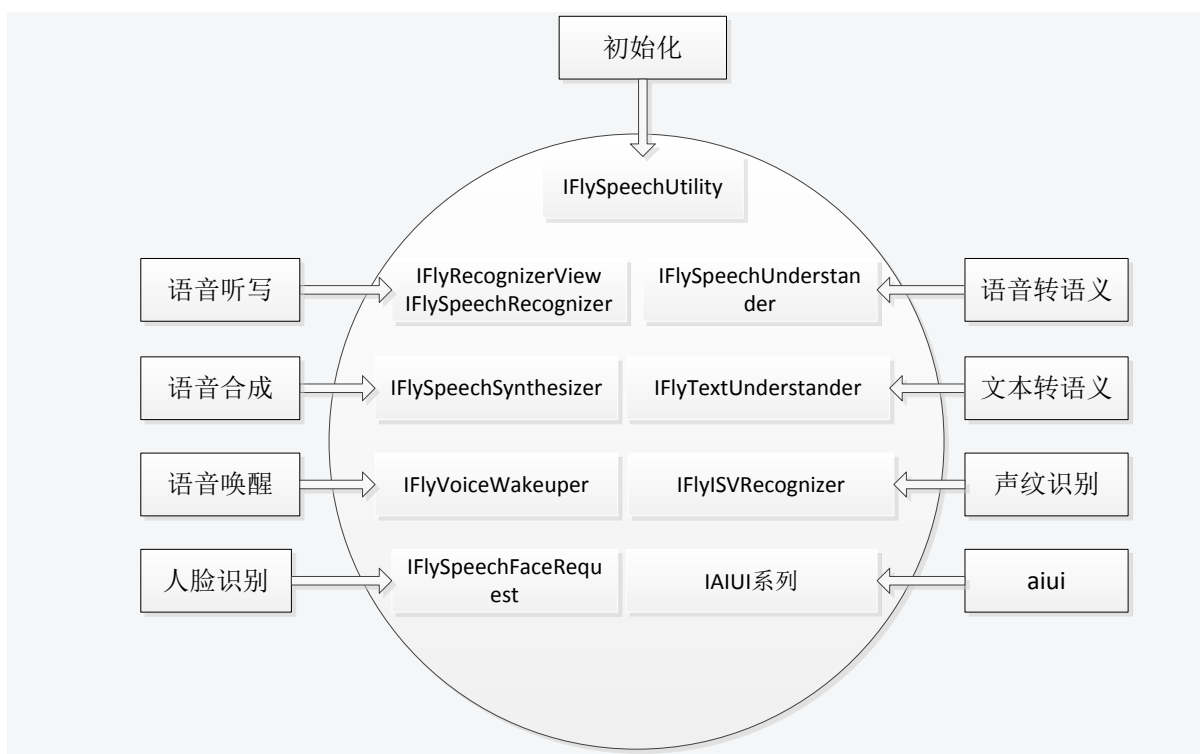 初始化
IFlySpeechUtility
语音听写
IFlyRecognizerView
IFlySpeechRecognizer
IFlySpeechUnderstan
der
语音转语义
语音合成
IFlySpeechSynthesizer
IFlyTextUnderstander
文本转语义
语音唤醒
IFlyVoiceWakeuper
IFlyISVRecognizer
声纹识别
人脸识别
IFlySpeechFaceRequ
est
IAIUI系列
aiui